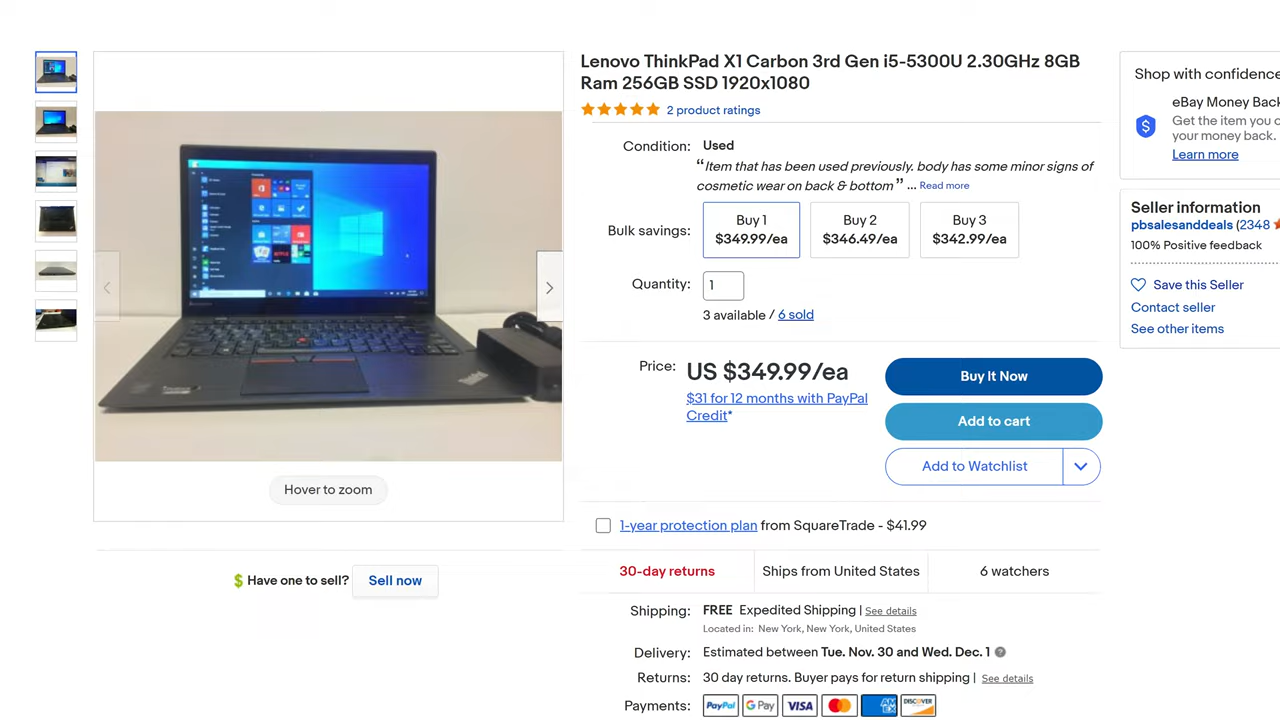 Lenovo ThinkPad X1 Carbon 3rd Gen i5-5300U 2.30GHz 8GB
Ram 256GB SSD 1920x1080
2 product ratings
Condition: Used
“Item that has been used previously. body has some minor signs of
cosmetic wear on back & bottom” ... Read more
Bulk savings:
Buy 1
$349.99/ea
Buy 2
$346.49/ea
Buy 3
$342.99/ea
Quantity: 1
3 available / 6 sold
Price: US $349.99/ea
$31 for 12 months with PayPal
Credit*
Buy It Now
Add to cart
Add to Watchlist
1-year protection plan from SquareTrade - $41.99
30-day returns
Ships from United States
6 watchers
Shipping: FREE Expedited Shipping | See details
Located in: New York, New York, United States
Delivery: Estimated between Tue. Nov. 30 and Wed. Dec. 1
Returns: 30 day returns. Buyer pays for return shipping | See details
Payments: PayPal G Pay VISA AM EX DISCOVER
Hover to zoom
$ Have one to sell? Sell now
Shop with confidence
eBay Money Back
Get the item you o
your money back.
Learn more
Seller information
pbsalesanddeals (2348
100% Positive feedback
Save this Seller
Contact seller
See other items
ThinkPad